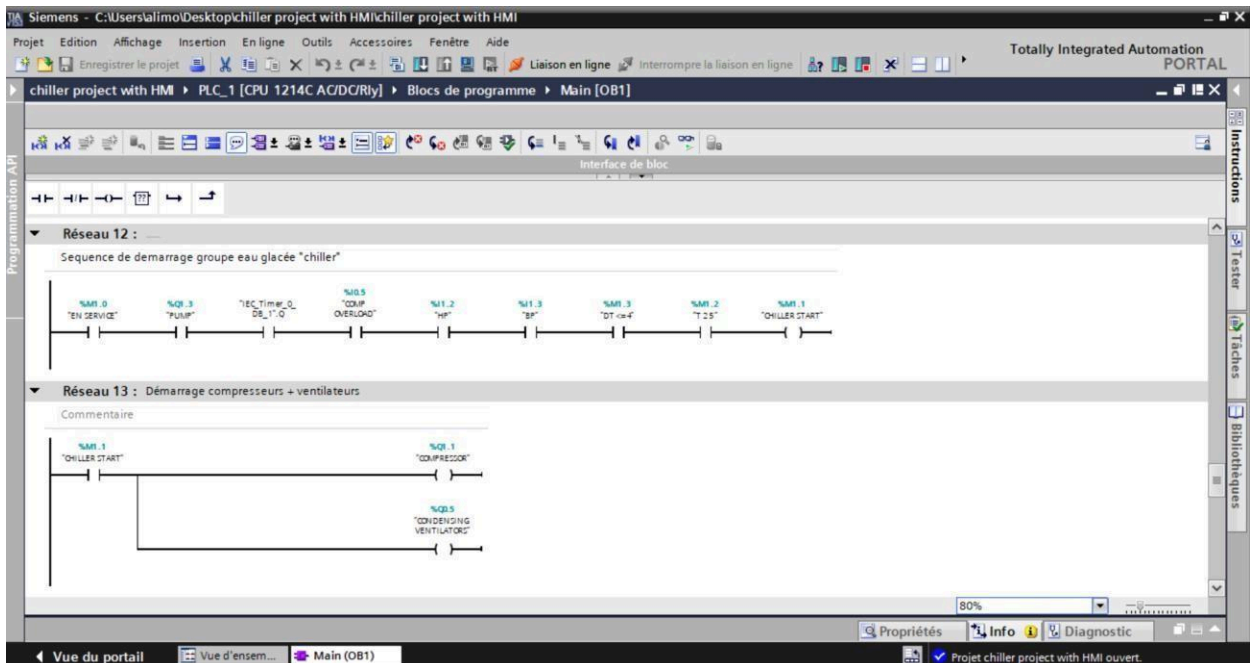 Siemens - C:\Users\alimo\Desktop\chiller project with HMI\chiller project with HMI
Projet Edition Affichage Insertion En ligne Outils Accessoires Fenêtre Aide
Totally Integrated Automation
PORTAL
Enregistrer le projet Liaison en ligne Interrompre la liaison en ligne
chiller project with HMI PLC_1 [CPU 1214C AC/DC/Rly] Blocs de programme Main [OB1]
Interface de bloc
Programmation API
Instructions
Tester
Tâches
Bibliothèques
Réseau 12 :
Sequence de demarrage groupe eau glacée "chiller"
%M1.0
"EN SERVICE"
%Q1.3
"PUMP"
"IEC_Timer_0_
DB_1".Q
%I0.5
"COMP
OVERLOAD"
%I1.2
"HP"
%I1.3
"BP"
%M1.3
"DT <=4"
%M1.2
%M1.1
"CHILLER START"
Réseau 13 : Démarrage compresseurs + ventilateurs
Commentaire
%M1.1
"CHILLER START"
%Q1.1
"COMPRESSOR"
%Q0.5
"CONDENSING
VENTILATORS"
80%
Propriétés Info Diagnostic
Vue du portail Vue d'ensem... Main (OB1) Projet chiller project with HMI ouvert.